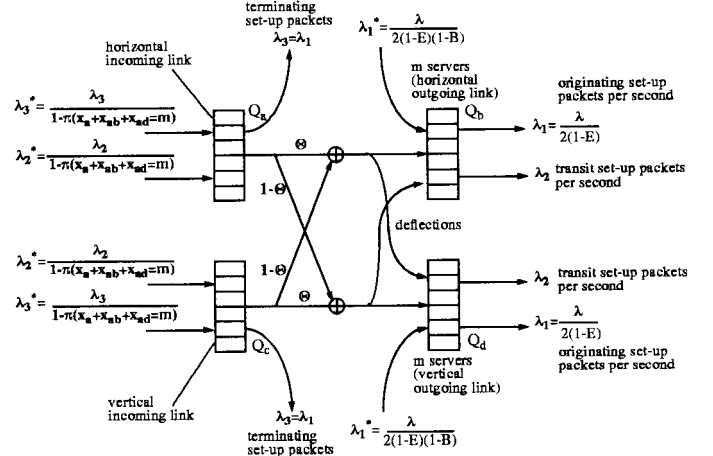 terminating
set-up packets
λ3=λ1
λ1*= λ / 2(1-E)(1-B)
horizontal
incoming link
m servers
(horizontal
outgoing link)
originating set-up
packets per second
λ3*= λ3 / 1-π(xa+xab+xad=m)
Qa
Qb
λ1= λ / 2(1-E)
λ2*= λ2 / 1-π(xa+xab+xad=m)
Θ
λ2 transit set-up packets
per second
1-Θ
deflections
λ2*= λ2 / 1-π(xa+xab+xad=m)
1-Θ
λ2 transit set-up packets
per second
λ3*= λ3 / 1-π(xa+xab+xad=m)
Θ
λ1= λ / 2(1-E)
Qc
Qd
originating set-up
packets per second
m servers
(vertical
outgoing link)
vertical
incoming link
λ3=λ1
terminating
set-up packets
λ1*= λ / 2(1-E)(1-B)